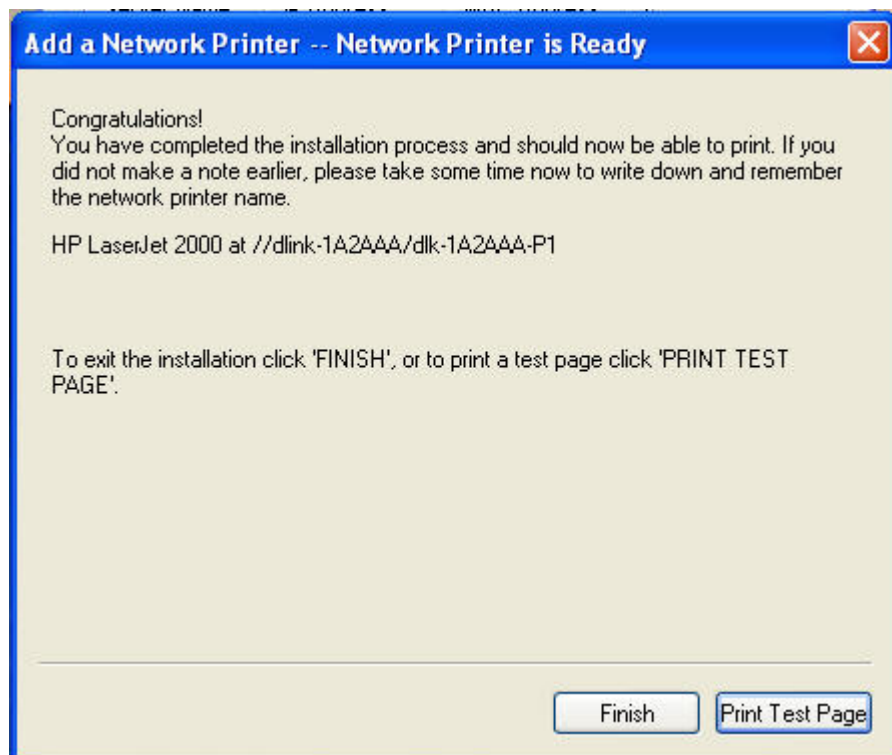 Add a Network Printer -- Network Printer is Ready
Congratulations!
You have completed the installation process and should now be able to print. If you
did not make a note earlier, please take some time now to write down and remember
the network printer name.
HP LaserJet 2000 at //dlink-1A2AAA/dlk-1A2AAA-P1
To exit the installation click 'FINISH', or to print a test page click 'PRINT TEST
PAGE'.
Finish
Print Test Page